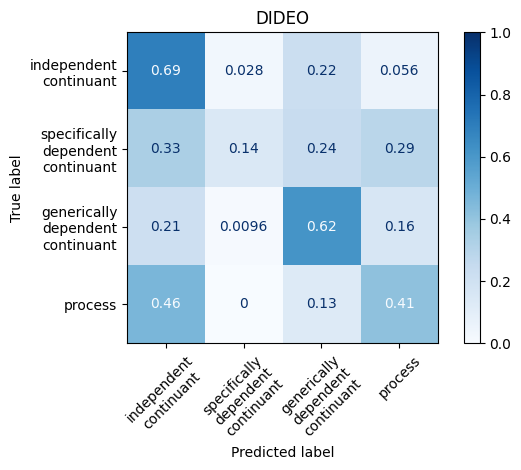 DIDEO
independent
continuant
0.69 0.028 0.22 0.056
specifically
dependent
continuant
0.33 0.14 0.24 0.29
generically
dependent
continuant
0.21 0.0096 0.62 0.16
process
0.46 0 0.13 0.41
True label
independent
continuant
specifically
dependent
continuant
generically
dependent
continuant
process
Predicted label
1.0
0.8
0.6
0.4
0.2
0.0